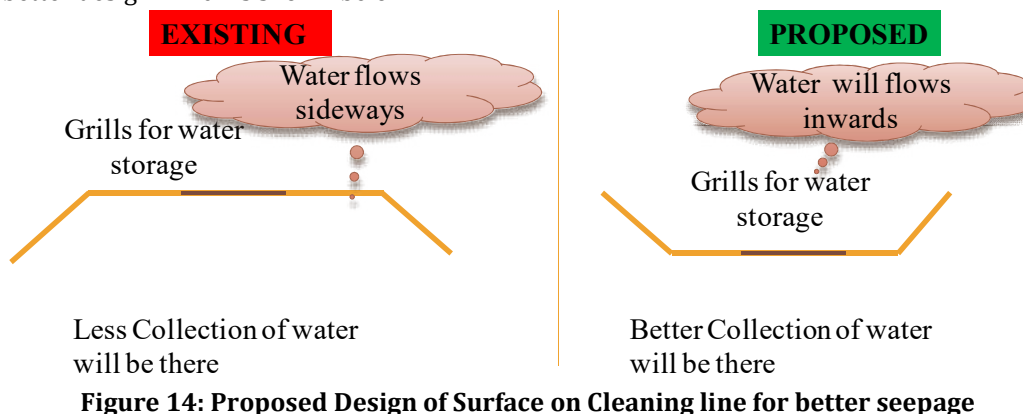 EXISTING
Water flows
sideways
Grills for water
storage
Less Collection of water
will be there
PROPOSED
Water will flows
inwards
Grills for water
storage
Better Collection of water
will be there
Figure 14: Proposed Design of Surface on Cleaning line for better seepage